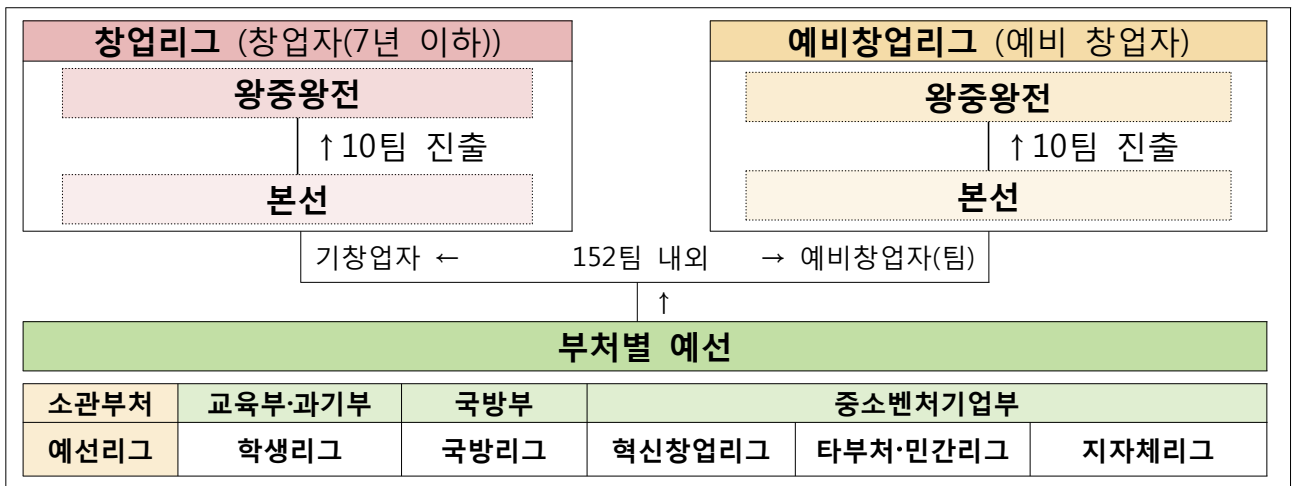 창업리그 (창업자(7년 이하))
왕중왕전
↑10팀 진출
본선
예비창업리그 (예비 창업자)
왕중왕전
↑10팀 진출
본선
기창업자 ← 152팀 내외 → 예비창업자(팀)
↑
부처별 예선
소관부처 교육부·과기부 국방부 중소벤처기업부
예선리그 학생리그 국방리그 혁신창업리그 타부처·민간리그 지자체리그